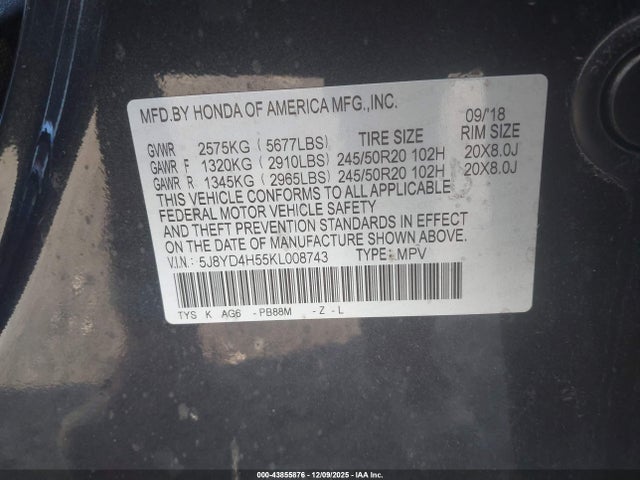 MFD.BY HONDA OF AMERICA MFG.,INC. 09/'18
GVWR 2575KG (5677LBS) TIRE SIZE RIM SIZE
GAWR F 1320KG (2910LBS) 245/50R20 102H 20X8.0J
GAWR R 1345KG (2965LBS) 245/50R20 102H 20X8.0J
THIS VEHICLE CONFORMS TO ALL APPLICABLE
FEDERAL MOTOR VEHICLE SAFETY
AND THEFT PREVENTION STANDARDS IN EFFECT
ON THE DATE OF MANUFACTURE SHOWN ABOVE.
V.I.N.: 5J8YD4H55KL008743 TYPE: MPV
TYS K AG6 - PB88M - Z - L
000-43855876 | 12/09/2025 | IAA Inc.